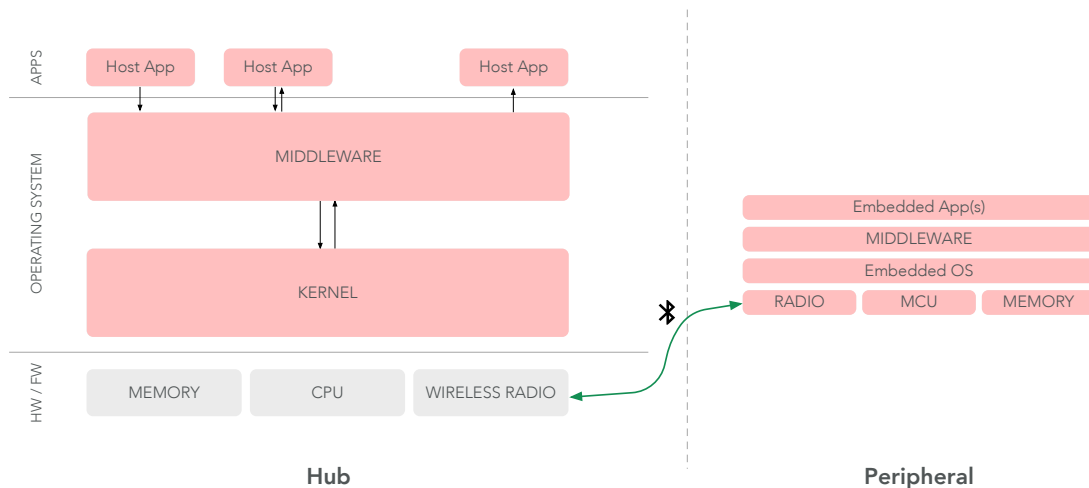 APPS
Host App
Host App
Host App
OPERATING SYSTEM
MIDDLEWARE
KERNEL
HW / FW
MEMORY
CPU
WIRELESS RADIO
Hub
Embedded App(s)
MIDDLEWARE
Embedded OS
RADIO
MCU
MEMORY
Peripheral